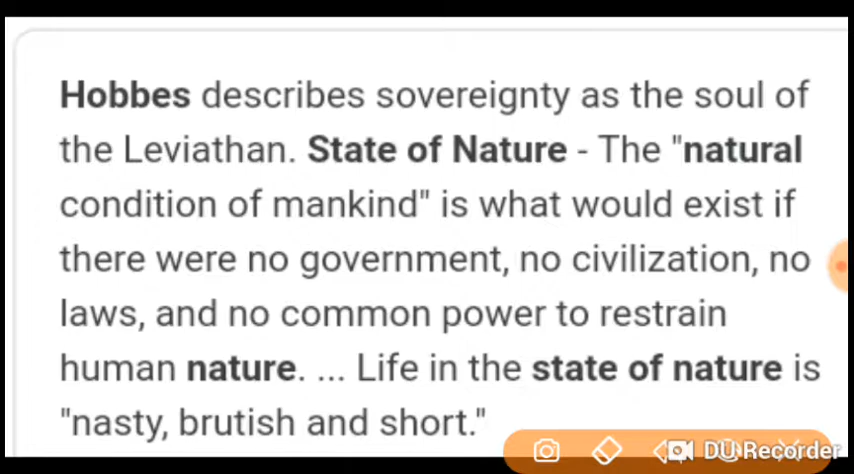 Hobbes describes sovereignty as the soul of
the Leviathan. State of Nature - The "natural
condition of mankind" is what would exist if
there were no government, no civilization, no
laws, and no common power to restrain
human nature. ... Life in the state of nature is
"nasty, brutish and short."
DU Recorder